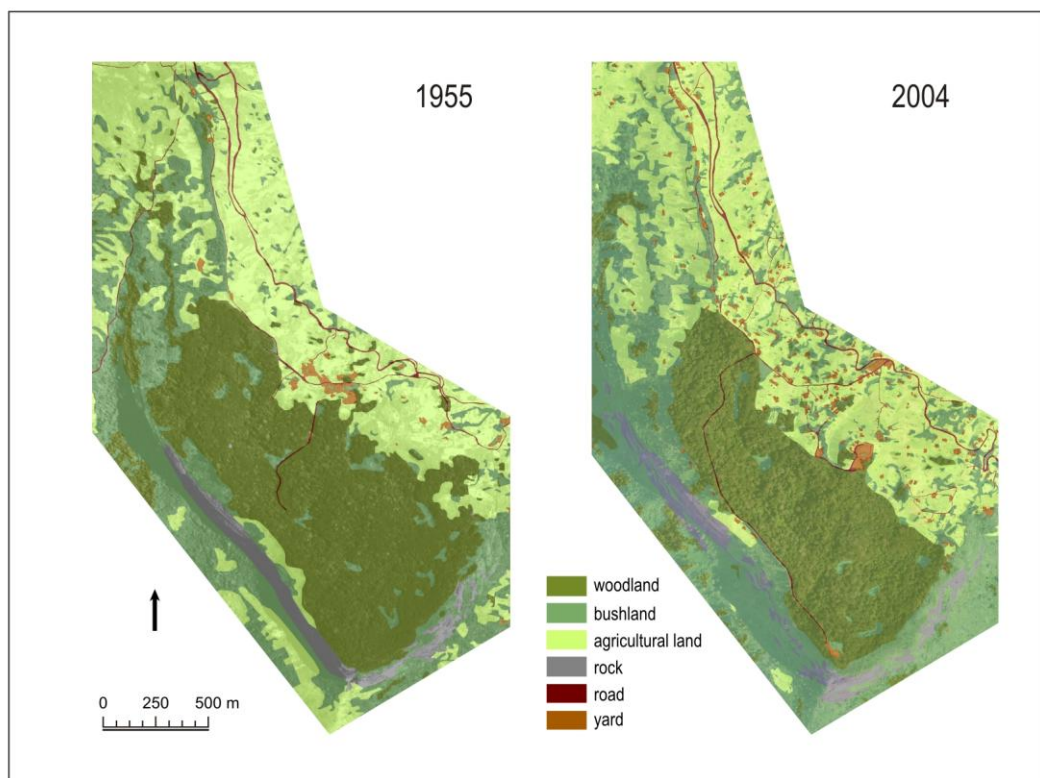 1955
2004
woodland
bushland
agricultural land
rock
road
yard
0 250 500 m